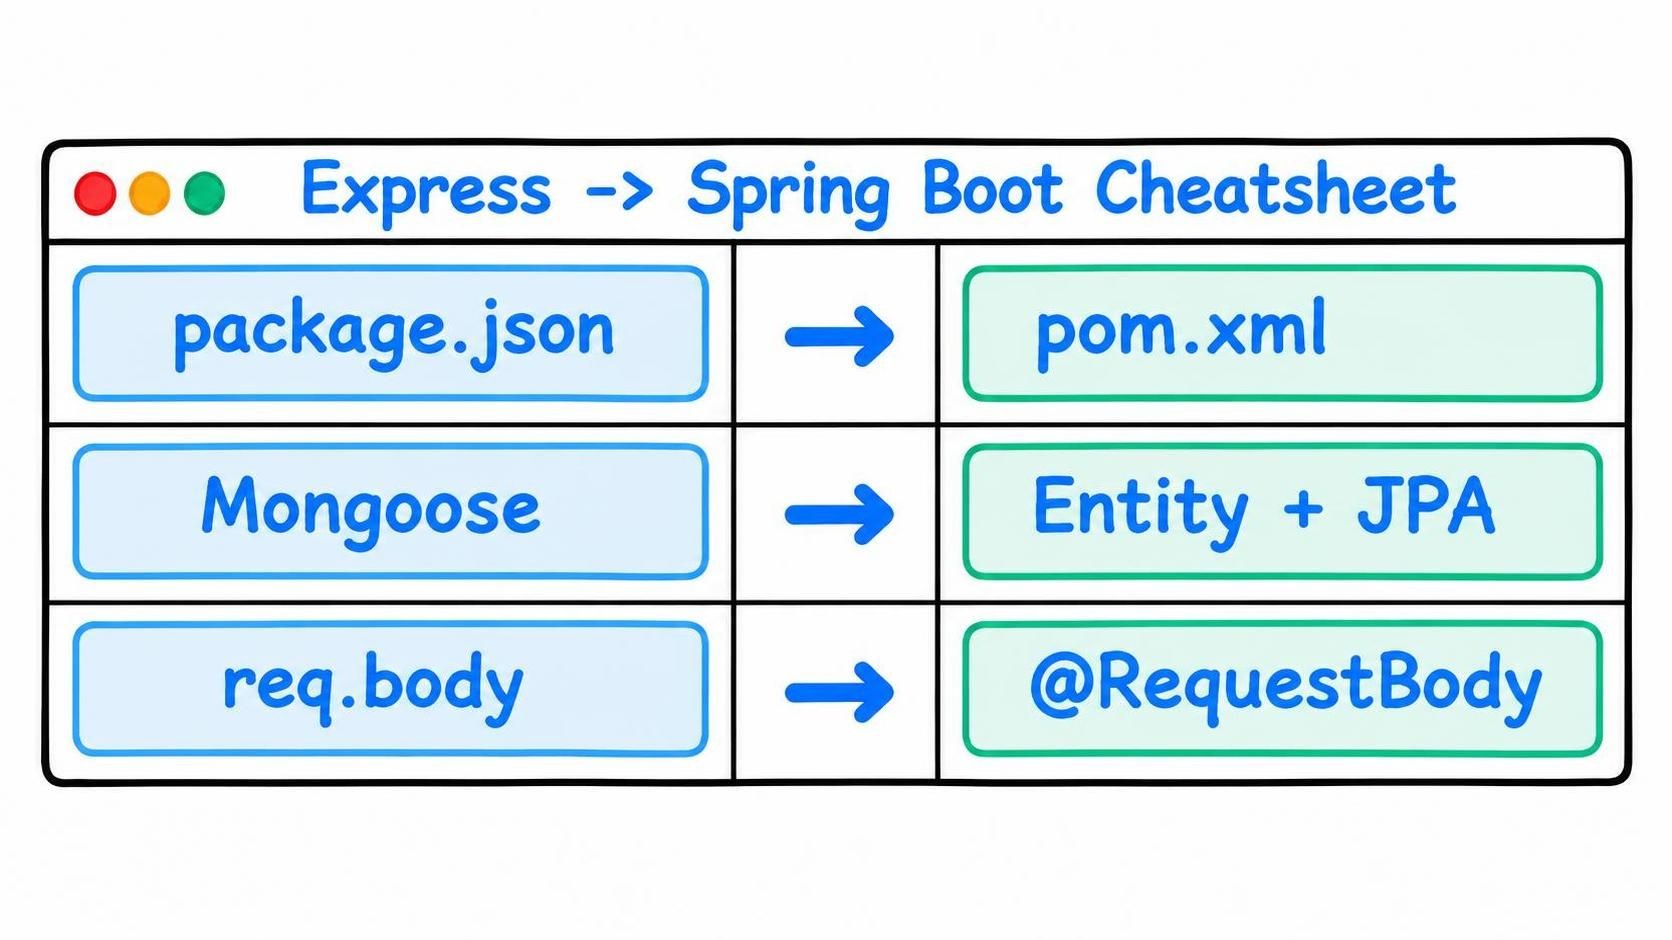 Express -> Spring Boot Cheatsheet
package.json → pom.xml
Mongoose → Entity + JPA
req.body → @RequestBody